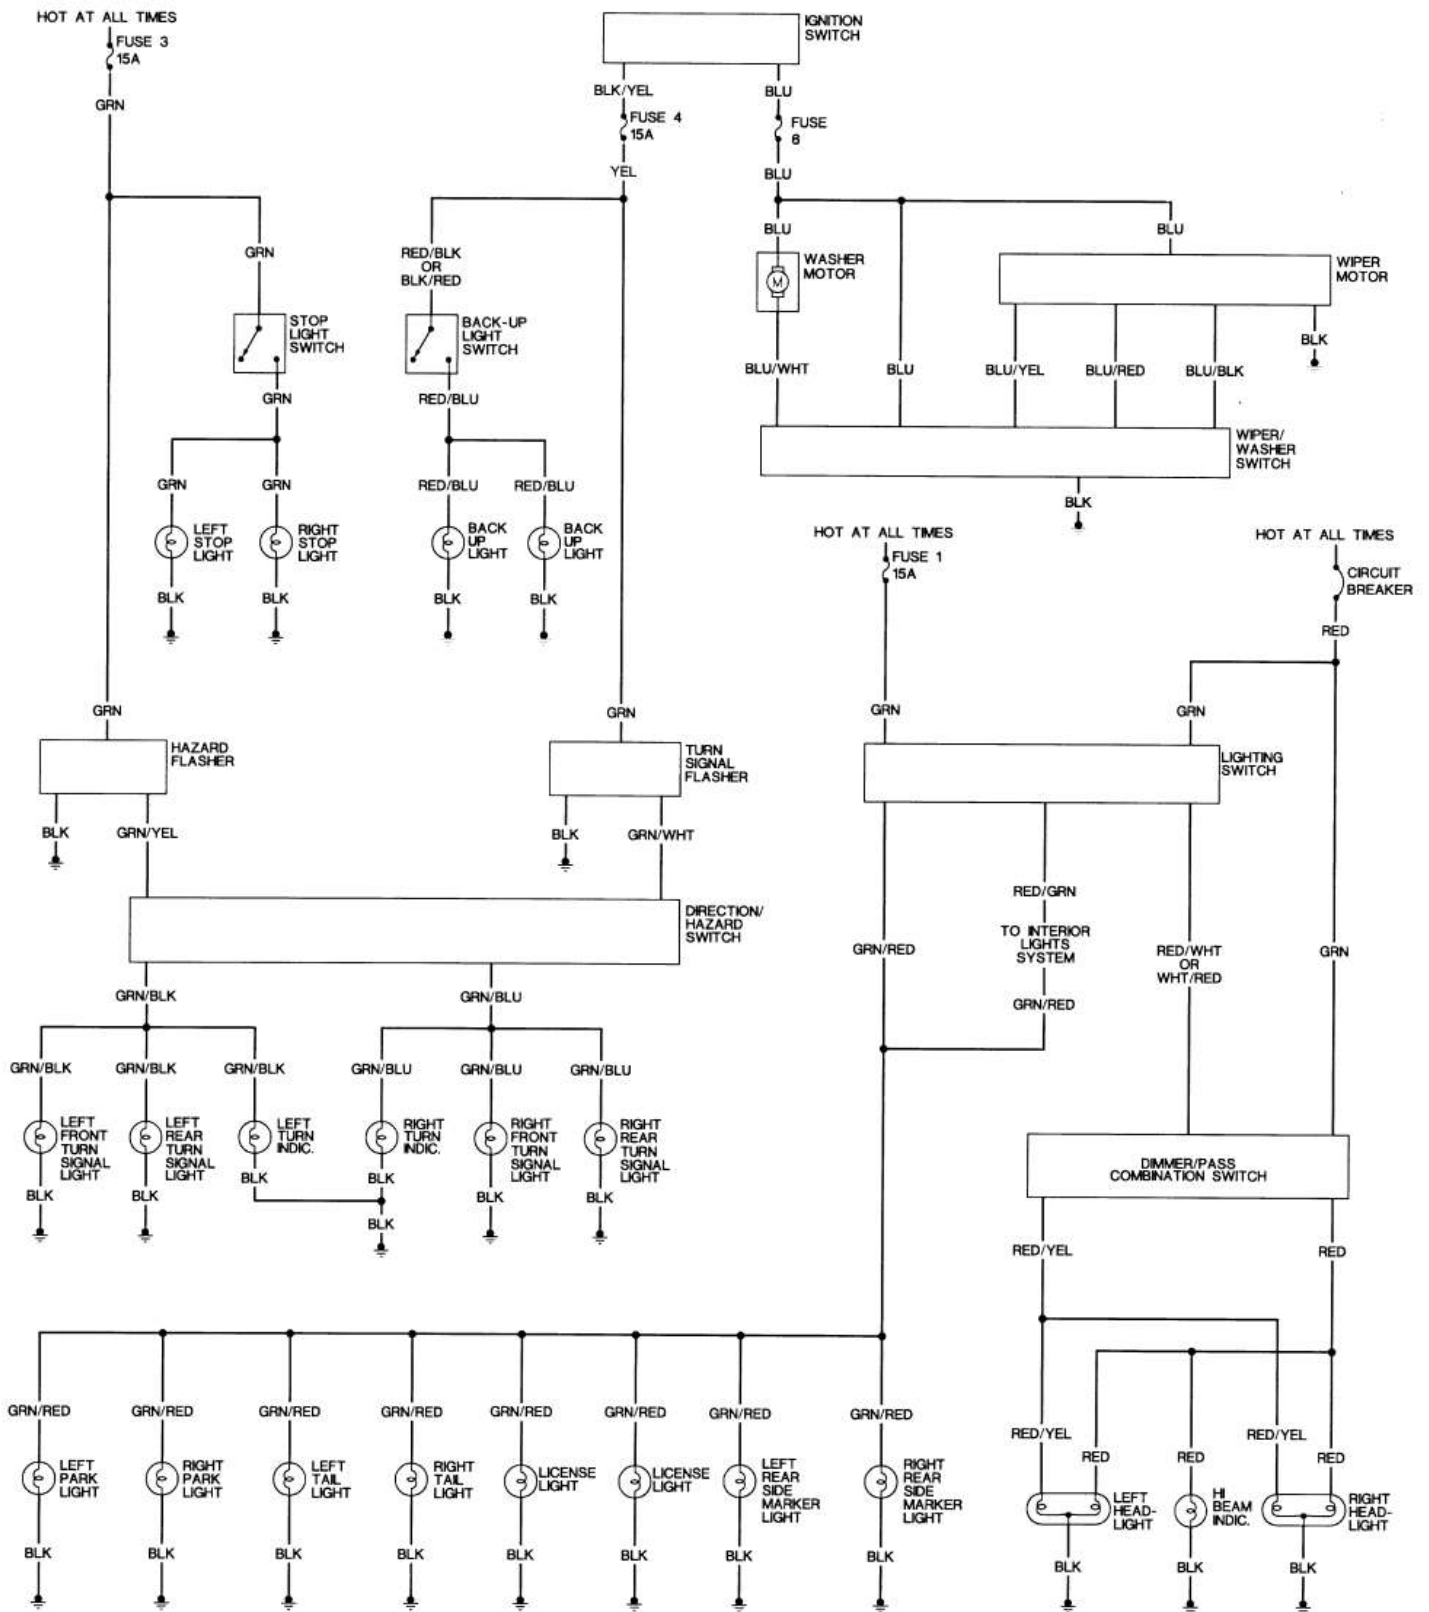 HOT AT ALL TIMES
FUSE 3
15A
GRN
IGNITION
SWITCH
BLK/YEL
BLU
FUSE 4
15A
FUSE
6
YEL
BLU
GRN
RED/BLK
OR
BLK/RED
BLU
BLU
WASHER
MOTOR
WIPER
MOTOR
STOP
LIGHT
SWITCH
BACK-UP
LIGHT
SWITCH
BLK
BLU/WHT
BLU
BLU/YEL
BLU/RED
BLU/BLK
GRN
RED/BLU
WIPER/
WASHER
SWITCH
GRN
GRN
RED/BLU
RED/BLU
BLK
LEFT
STOP
LIGHT
RIGHT
STOP
LIGHT
BACK
UP
LIGHT
BACK
UP
LIGHT
BLK
BLK
BLK
BLK
HOT AT ALL TIMES
FUSE 1
15A
HOT AT ALL TIMES
CIRCUIT
BREAKER
RED
GRN
GRN
GRN
GRN
HAZARD
FLASHER
TURN
SIGNAL
FLASHER
LIGHTING
SWITCH
BLK
GRN/YEL
BLK
GRN/WHT
DIRECTION/
HAZARD
SWITCH
RED/GRN
TO INTERIOR
LIGHTS
SYSTEM
GRN/RED
GRN/RED
RED/WHT
OR
WHT/RED
GRN
GRN/BLK
GRN/BLU
GRN/BLK
GRN/BLK
GRN/BLK
GRN/BLU
GRN/BLU
GRN/BLU
LEFT
FRONT
TURN
SIGNAL
LIGHT
LEFT
REAR
TURN
SIGNAL
LIGHT
LEFT
TURN
INDIC.
RIGHT
TURN
INDIC.
RIGHT
FRONT
TURN
SIGNAL
LIGHT
RIGHT
REAR
TURN
SIGNAL
LIGHT
BLK
BLK
BLK
BLK
BLK
BLK
BLK
DIMMER/PASS
COMBINATION SWITCH
RED/YEL
RED
GRN/RED
GRN/RED
GRN/RED
GRN/RED
GRN/RED
GRN/RED
GRN/RED
GRN/RED
RED/YEL
RED
RED
RED/YEL
RED
LEFT
PARK
LIGHT
RIGHT
PARK
LIGHT
LEFT
TAIL
LIGHT
RIGHT
TAIL
LIGHT
LICENSE
LIGHT
LICENSE
LIGHT
LEFT
REAR
SIDE
MARKER
LIGHT
RIGHT
REAR
SIDE
MARKER
LIGHT
LEFT
HEAD-
LIGHT
HI
BEAM
INDIC.
RIGHT
HEAD-
LIGHT
BLK
BLK
BLK
BLK
BLK
BLK
BLK
BLK
BLK
BLK
BLK
M